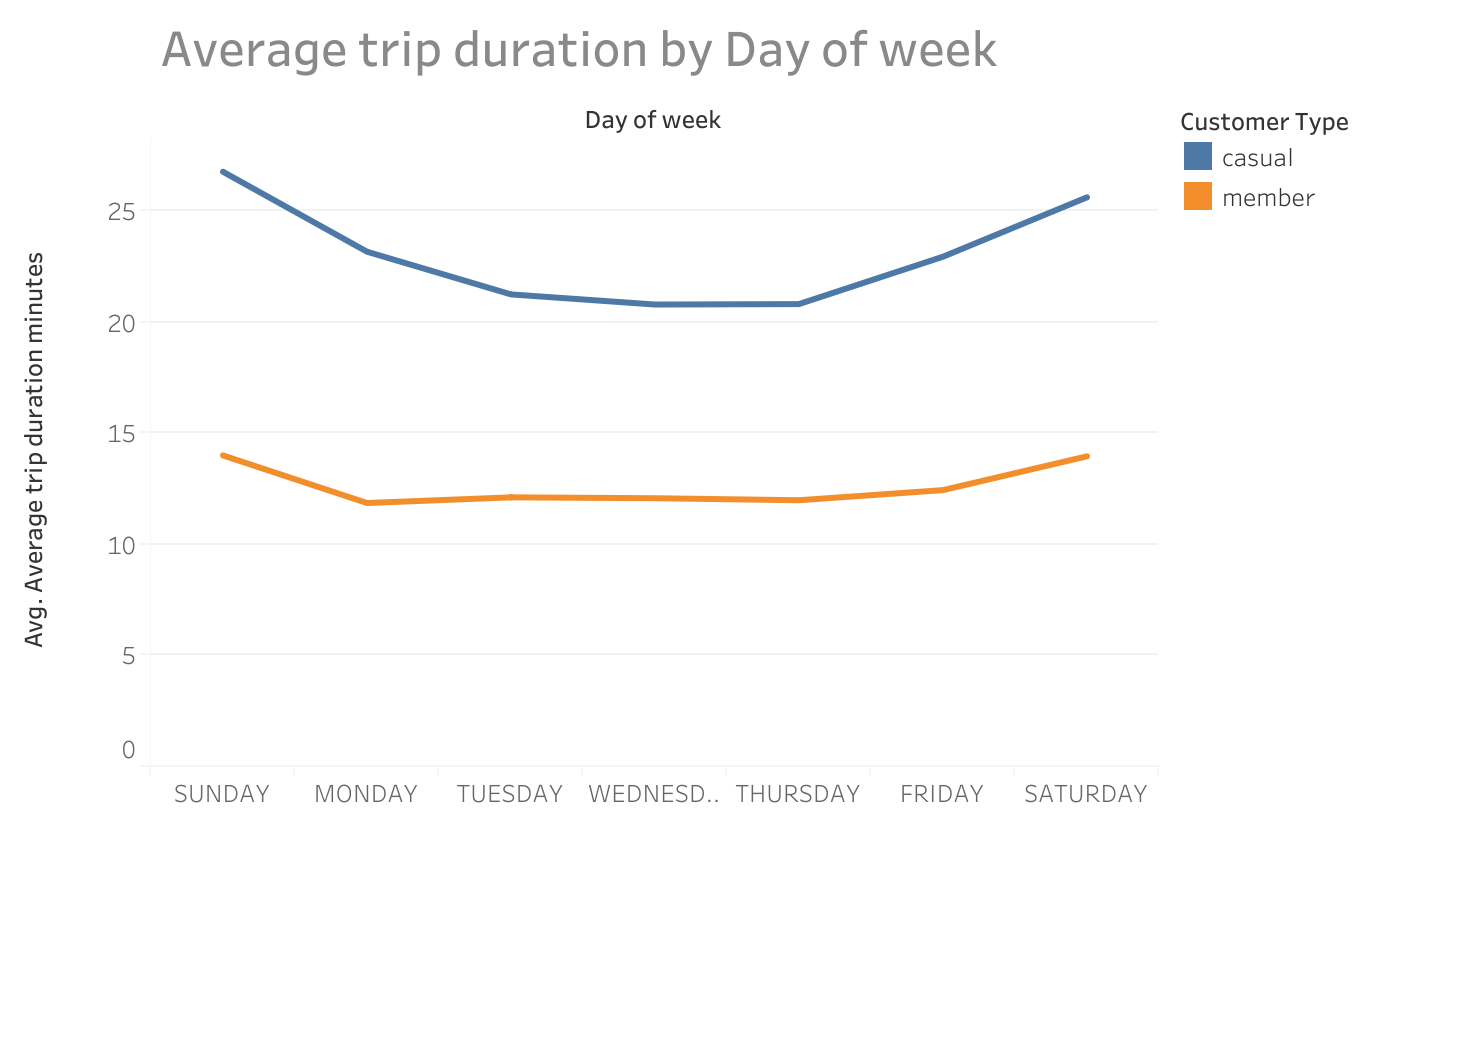 Average trip duration by Day of week
Day of week
Customer Type
casual
member
Avg. Average trip duration minutes
25
20
15
10
5
0
SUNDAY MONDAY TUESDAY WEDNESD.. THURSDAY FRIDAY SATURDAY